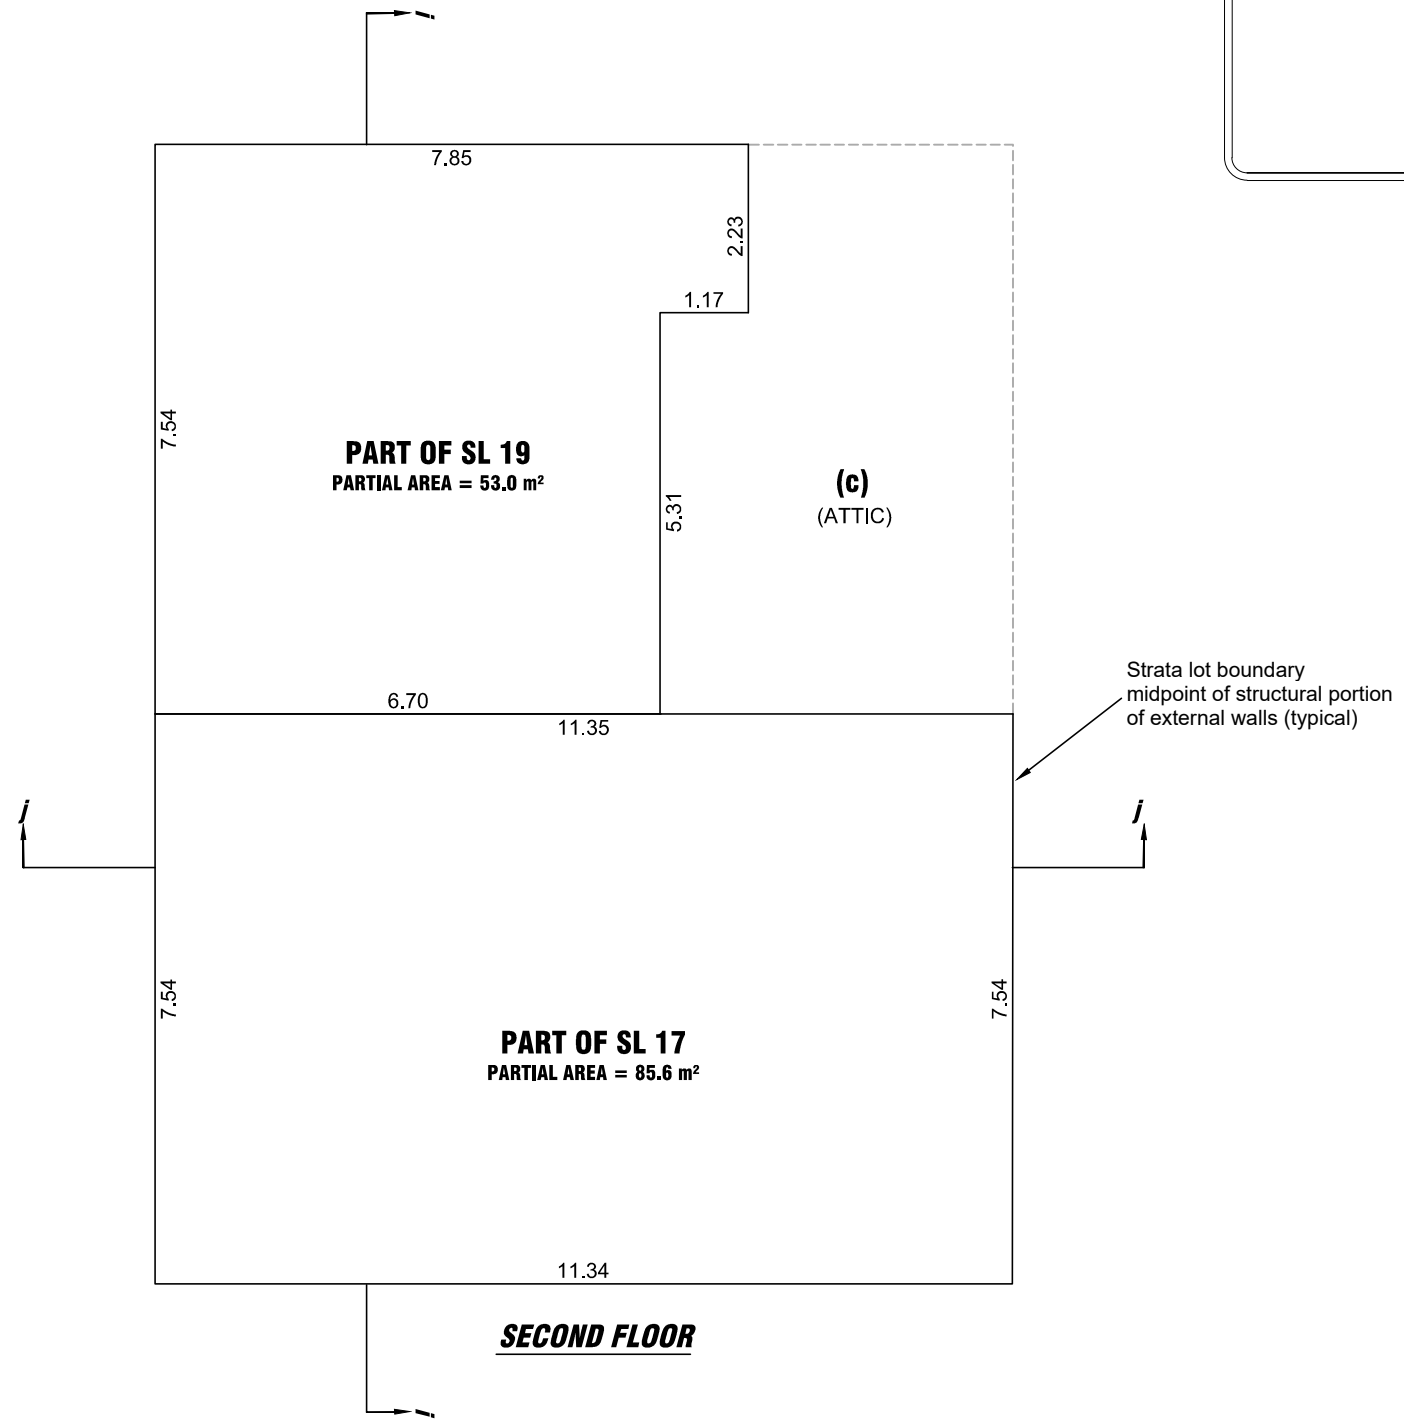 i
7.85
2.23
1.17
7.54
PART OF SL 19
PARTIAL AREA = 53.0 m²
(c)
(ATTIC)
5.31
Strata lot boundary
midpoint of structural portion
of external walls (typical)
6.70
11.35
j
j
7.54
7.54
PART OF SL 17
PARTIAL AREA = 85.6 m²
11.34
SECOND FLOOR
i